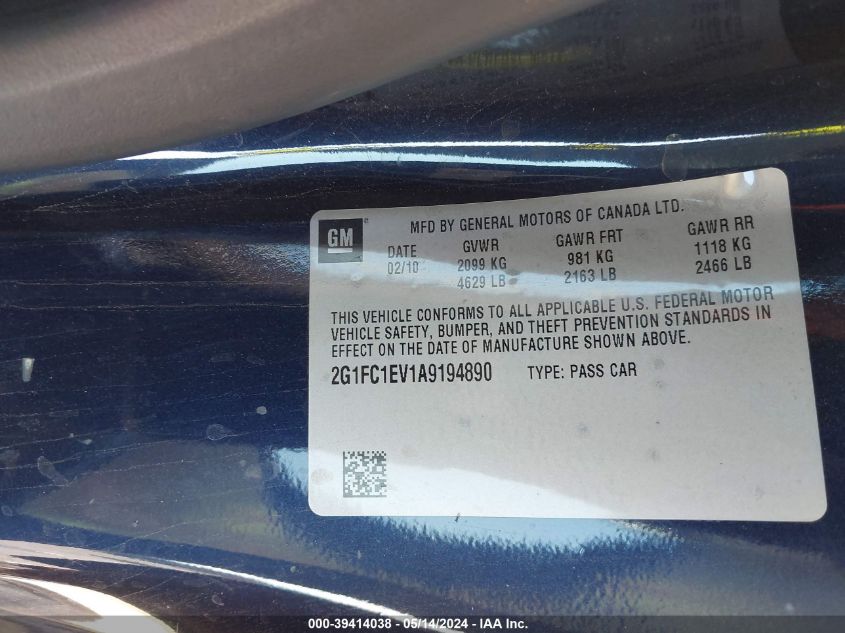 MFD BY GENERAL MOTORS OF CANADA LTD.
GM®
DATE GVWR GAWR FRT GAWR RR
02/10 2099 KG 981 KG 1118 KG
4629 LB 2163 LB 2466 LB
THIS VEHICLE CONFORMS TO ALL APPLICABLE U.S. FEDERAL MOTOR
VEHICLE SAFETY, BUMPER, AND THEFT PREVENTION STANDARDS IN
EFFECT ON THE DATE OF MANUFACTURE SHOWN ABOVE.
2G1FC1EV1A9194890 TYPE: PASS CAR
000-39414038 - 05/14/2024 - IAA Inc.